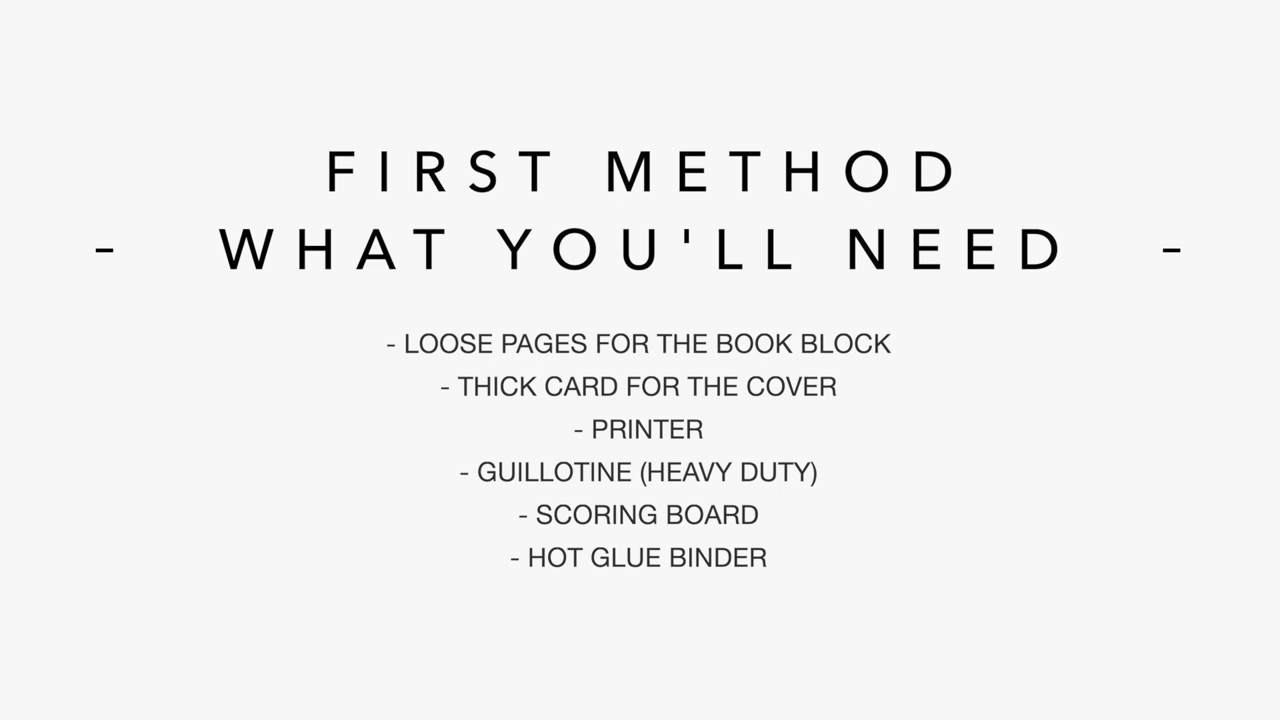 FIRST METHOD
- WHAT YOU'LL NEED -
- LOOSE PAGES FOR THE BOOK BLOCK
- THICK CARD FOR THE COVER
- PRINTER
- GUILLOTINE (HEAVY DUTY)
- SCORING BOARD
- HOT GLUE BINDER